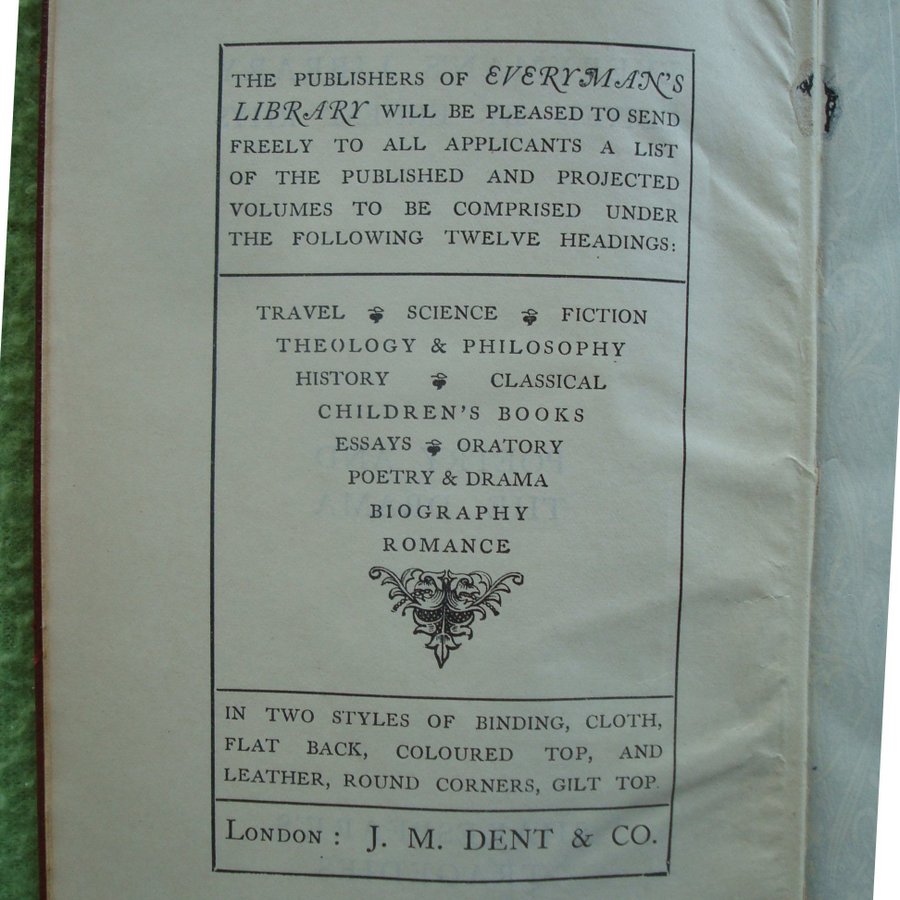 THE PUBLISHERS OF EVERYMAN'S
LIBRARY WILL BE PLEASED TO SEND
FREELY TO ALL APPLICANTS A LIST
OF THE PUBLISHED AND PROJECTED
VOLUMES TO BE COMPRISED UNDER
THE FOLLOWING TWELVE HEADINGS:
TRAVEL SCIENCE FICTION
THEOLOGY & PHILOSOPHY
HISTORY CLASSICAL
CHILDREN'S BOOKS
ESSAYS ORATORY
POETRY & DRAMA
BIOGRAPHY
ROMANCE
IN TWO STYLES OF BINDING, CLOTH,
FLAT BACK, COLOURED TOP, AND
LEATHER, ROUND CORNERS, GILT TOP.
LONDON: J. M. DENT & CO.